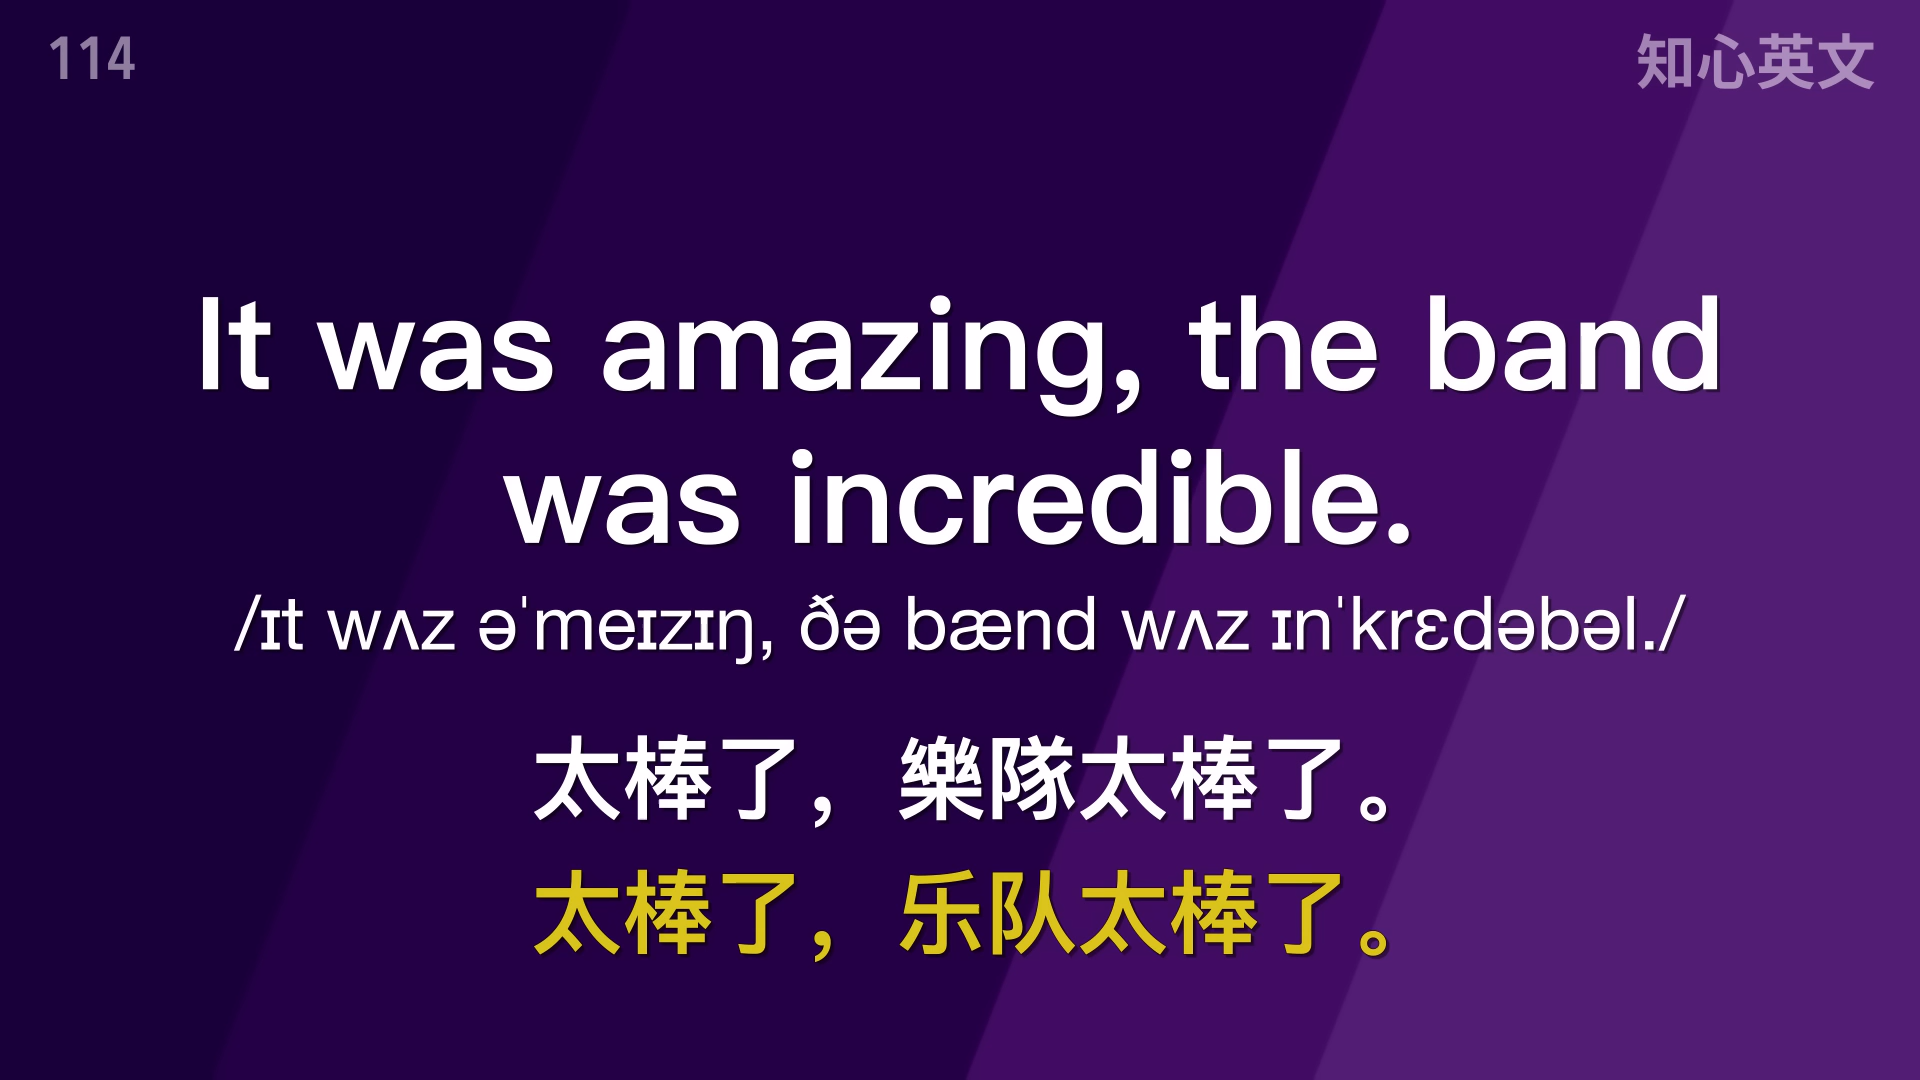 114
知心英文
It was amazing, the band
was incredible.
/ɪt wʌz əˈmeɪzɪŋ, ðə bænd wʌz ɪnˈkrɛdəbəl./
太棒了，樂隊太棒了。
太棒了，乐队太棒了。